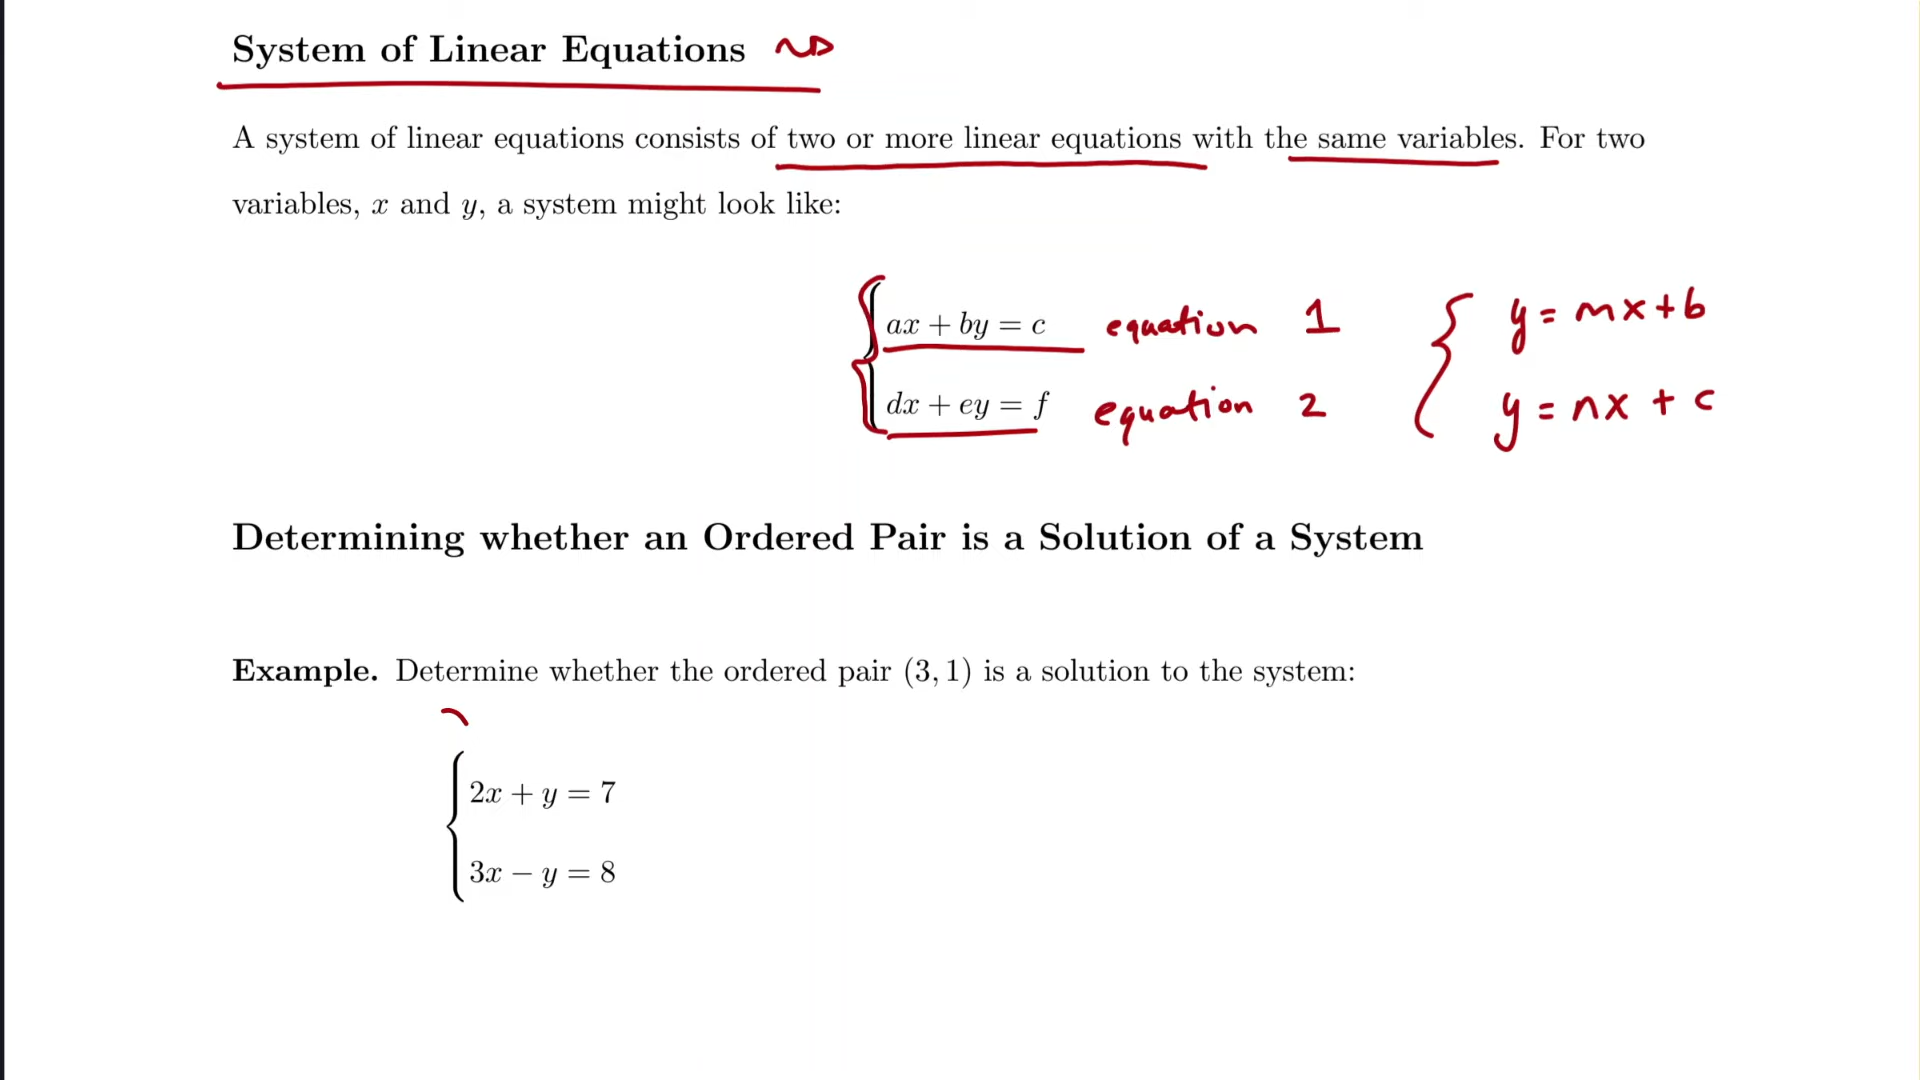 System of Linear Equations
A system of linear equations consists of two or more linear equations with the same variables. For two
variables, x and y, a system might look like:
ax + by = c equation 1 y = mx + b
dx + ey = f equation 2 y = nx + c
Determining whether an Ordered Pair is a Solution of a System
Example. Determine whether the ordered pair (3, 1) is a solution to the system:
2x + y = 7
3x − y = 8